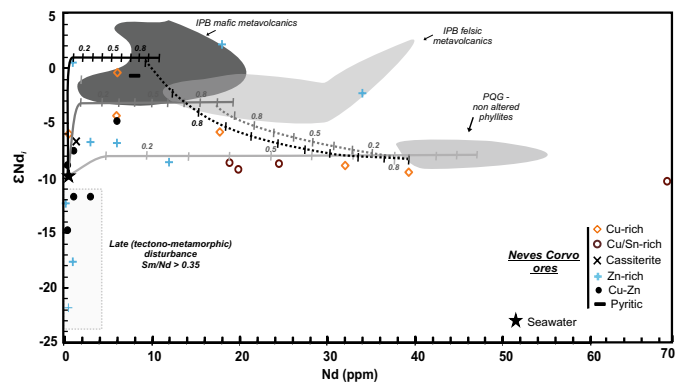 5
0
-5
-10
-15
-20
-25
εNdi
IPB mafic metavolcanics
IPB felsic
metavolcanics
PQG -
non altered
phyllites
0.2 0.5 0.8
0.8
0.8
0.8
0.5
0.2
0.5
0.2
0.2
0.5
0.8
Late (tectono-metamorphic)
disturbance
Sm/Nd > 0.35
Neves Corvo
ores
Cu-rich
Cu/Sn-rich
Cassiterite
Zn-rich
Cu-Zn
Pyritic
Seawater
0 10 20 30 40 50 60 70
Nd (ppm)